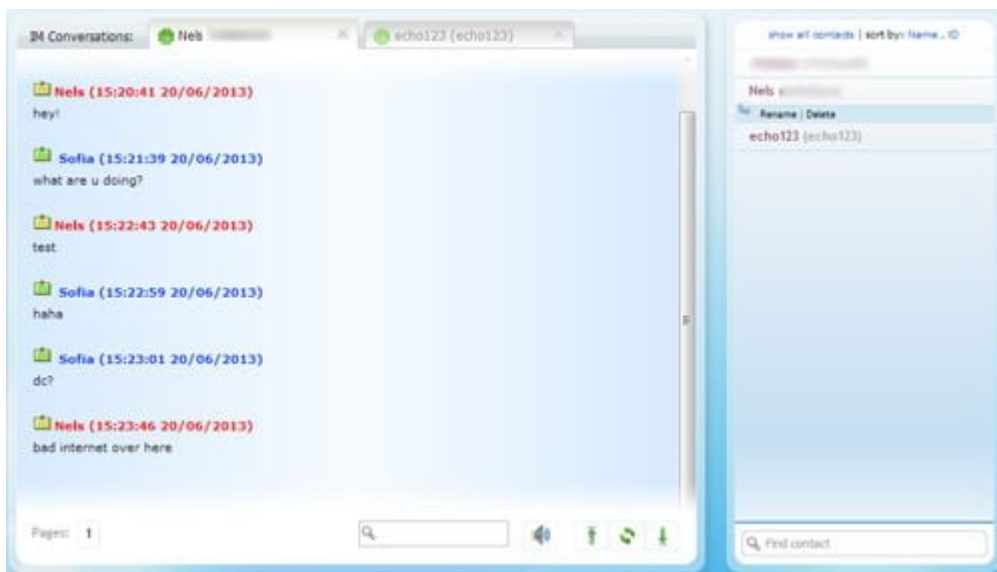 IM Conversations: Nels echo123 (echo123)
Nels (15:20:41 20/06/2013)
hey!
Sofia (15:21:39 20/06/2013)
what are u doing?
Nels (15:22:43 20/06/2013)
test
Sofia (15:22:59 20/06/2013)
haha
Sofia (15:23:01 20/06/2013)
dc?
Nels (15:23:46 20/06/2013)
bad internet over here
Pages: 1
show all contacts | sort by: Name , ID
Nels
Rename | Delete
echo123 (echo123)
Find contact